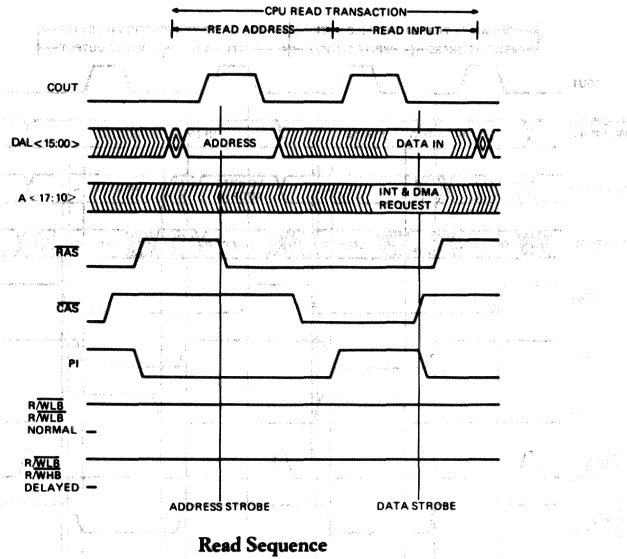 CPU READ TRANSACTION
READ ADDRESS
READ INPUT
COUT
DAL<15:00>
ADDRESS
DATA IN
A<17:10>
INT & DMA
REQUEST
RAS
CAS
PI
R/WLB
R/WLB
NORMAL
R/WLB
R/WHB
DELAYED
ADDRESS STROBE
DATA STROBE
Read Sequence